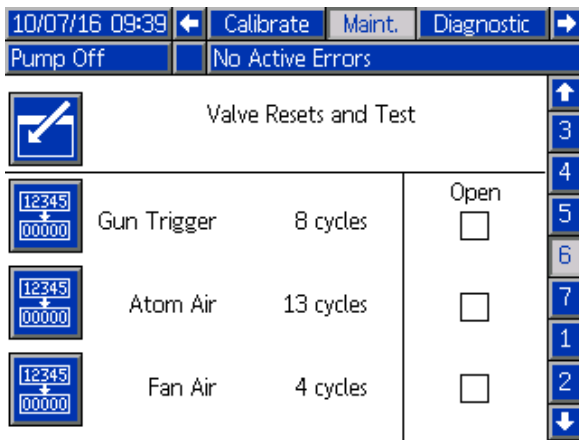 10/07/16 09:39 Calibrate Maint. Diagnostic
Pump Off No Active Errors
Valve Resets and Test
3
4
Open
12345
00000
Gun Trigger 8 cycles
5
6
12345
00000
Atom Air 13 cycles
7
1
12345
00000
Fan Air 4 cycles
2